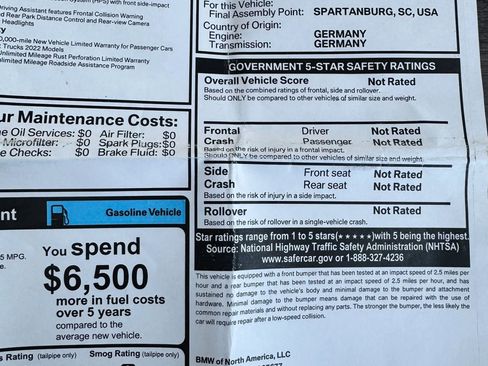 (HPS) with front side-impact
Driving Assistant features Frontal Collision Warning
Rear Park Distance Control and Rear-view camera
Headlights
0,000-mile New Vehicle Limited Warranty for Passenger Cars
Trucks 2022 Models
Unlimited Mileage Rust Perforation Limited Warranty
Unlimited Mileage Roadside Assistance Program
ur Maintenance Costs:
Oil Services: $0 Air Filter: $0
Microfilter: $0 Spark Plugs: $0
Checks: $0 Brake Fluid: $0
Gasoline Vehicle
MPG.
You spend
$6,500
more in fuel costs
over 5 years
compared to the
average new vehicle.
Rating (tailpipe only) Smog Rating (tailpipe only)
For this Vehicle:
Final Assembly Point: SPARTANBURG, SC, USA
Country of Origin:
Engine: GERMANY
Transmission: GERMANY
GOVERNMENT 5-STAR SAFETY RATINGS
Overall Vehicle Score Not Rated
Based on the combined ratings of frontal, side and rollover.
Should ONLY be compared to other vehicles of similar size and weight.
Frontal Driver Not Rated
Crash Passenger Not Rated
Based on the risk of injury in a frontal impact.
Should ONLY be compared to other vehicles of similar size and weight.
Side Front seat Not Rated
Crash Rear seat Not Rated
Based on the risk of injury in a side impact.
Rollover Not Rated
Based on the risk of rollover in a single-vehicle crash.
Star ratings range from 1 to 5 stars(★★★★★)with 5 being the highest.
Source: National Highway Traffic Safety Administration (NHTSA)
www.safercar.gov or 1-888-327-4236
This vehicle is equipped with a front bumper that has been tested at an impact speed of 2.5 miles
per hour and a rear bumper that has been tested at an impact speed of 2.5 miles per hour, and has
sustained no damage to the vehicle's body and minimal damage to the bumper and attachment
hardware. Minimal damage to the bumper means damage that can be repaired with the use of
common repair materials and without replacing any parts. The stronger the bumper, the less likely the
car will require repair after a low-speed collision.
BMW of North America, LLC